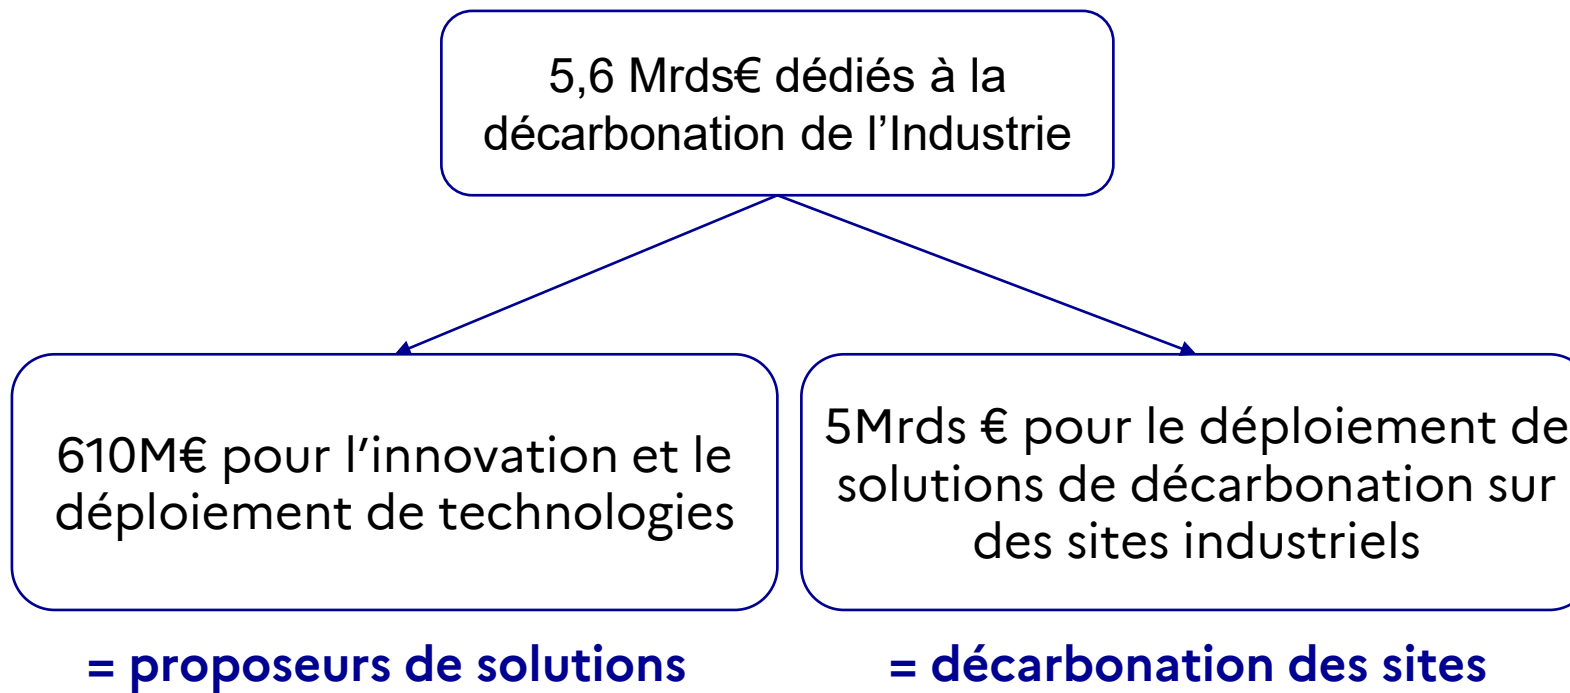 5,6 Mrds€ dédiés à la
décarbonation de l’Industrie
610M€ pour l’innovation et le
déploiement de technologies
5Mrds € pour le déploiement de
solutions de décarbonation sur
des sites industriels
= proposeurs de solutions
= décarbonation des sites